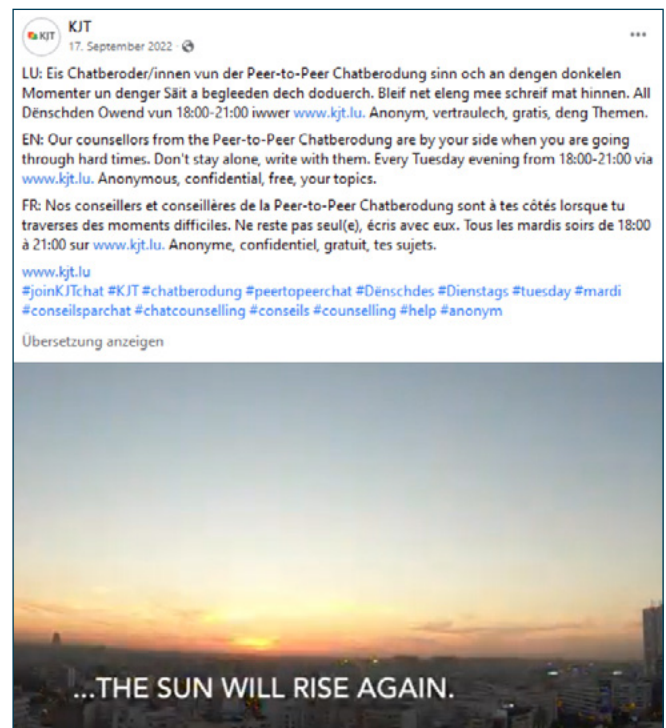 KJT
KJT
17. September 2022
LU: Eis Chatberoder/innen vun der Peer-to-Peer Chatberodung sinn och an dengen donkelen
Momenter un denger Säit a begleeden dech doduerch. Bleif net eleng mee schreif mat hinnen. All
Dënschden Owend vun 18:00-21:00 iwwer www.kjt.lu. Anonym, vertraulech, gratis, deng Themen.
EN: Our counsellors from the Peer-to-Peer Chatberodung are by your side when you are going
through hard times. Don't stay alone, write with them. Every Tuesday evening from 18:00-21:00 via
www.kjt.lu. Anonymous, confidential, free, your topics.
FR: Nos conseillers et conseillères de la Peer-to-Peer Chatberodung sont à tes côtés lorsque tu
traverses des moments difficiles. Ne reste pas seul(e), écris avec eux. Tous les mardis soirs de 18:00
à 21:00 sur www.kjt.lu. Anonyme, confidentiel, gratuit, tes sujets.
www.kjt.lu
#joinKJTchat #KJT #chatberodung #peertopeerchat #Dënschdes #Dienstags #tuesday #mardi
#conseilsparchat #chatcounselling #conseils #counselling #help #anonym
Übersetzung anzeigen
...THE SUN WILL RISE AGAIN.